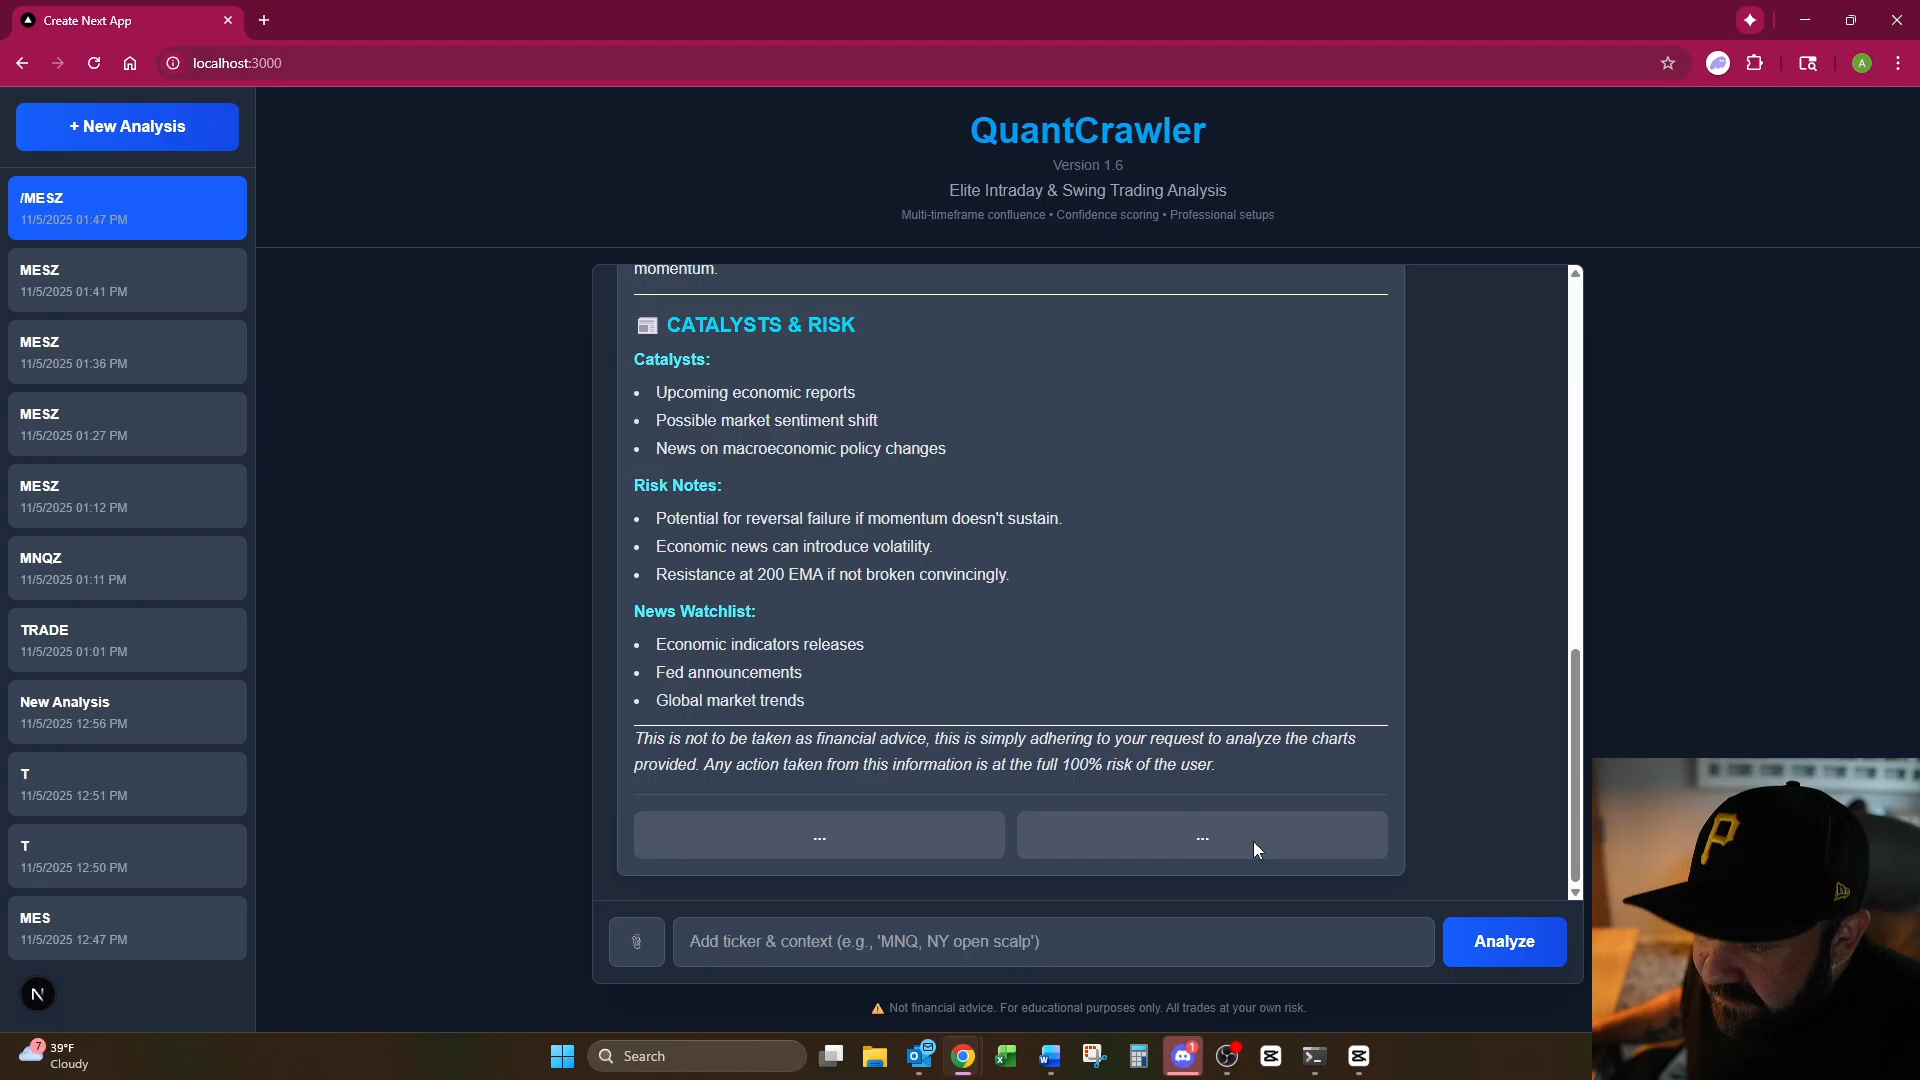 Create Next App
localhost:3000
A
+ New Analysis
/MESZ
11/5/2025 01:47 PM
MESZ
11/5/2025 01:41 PM
MESZ
11/5/2025 01:36 PM
MESZ
11/5/2025 01:27 PM
MESZ
11/5/2025 01:12 PM
MNQZ
11/5/2025 01:11 PM
TRADE
11/5/2025 01:01 PM
New Analysis
11/5/2025 12:56 PM
T
11/5/2025 12:51 PM
T
11/5/2025 12:50 PM
MES
11/5/2025 12:47 PM
N
QuantCrawler
Version 1.6
Elite Intraday & Swing Trading Analysis
Multi-timeframe confluence • Confidence scoring • Professional setups
momentum.
CATALYSTS & RISK
Catalysts:
• Upcoming economic reports
• Possible market sentiment shift
• News on macroeconomic policy changes
Risk Notes:
• Potential for reversal failure if momentum doesn't sustain.
• Economic news can introduce volatility.
• Resistance at 200 EMA if not broken convincingly.
News Watchlist:
• Economic indicators releases
• Fed announcements
• Global market trends
This is not to be taken as financial advice, this is simply adhering to your request to analyze the charts
provided. Any action taken from this information is at the full 100% risk of the user.
... ...
Add ticker & context (e.g., 'MNQ, NY open scalp')
Analyze
Not financial advice. For educational purposes only. All trades at your own risk.
P
7
39°F
Cloudy
Search
1